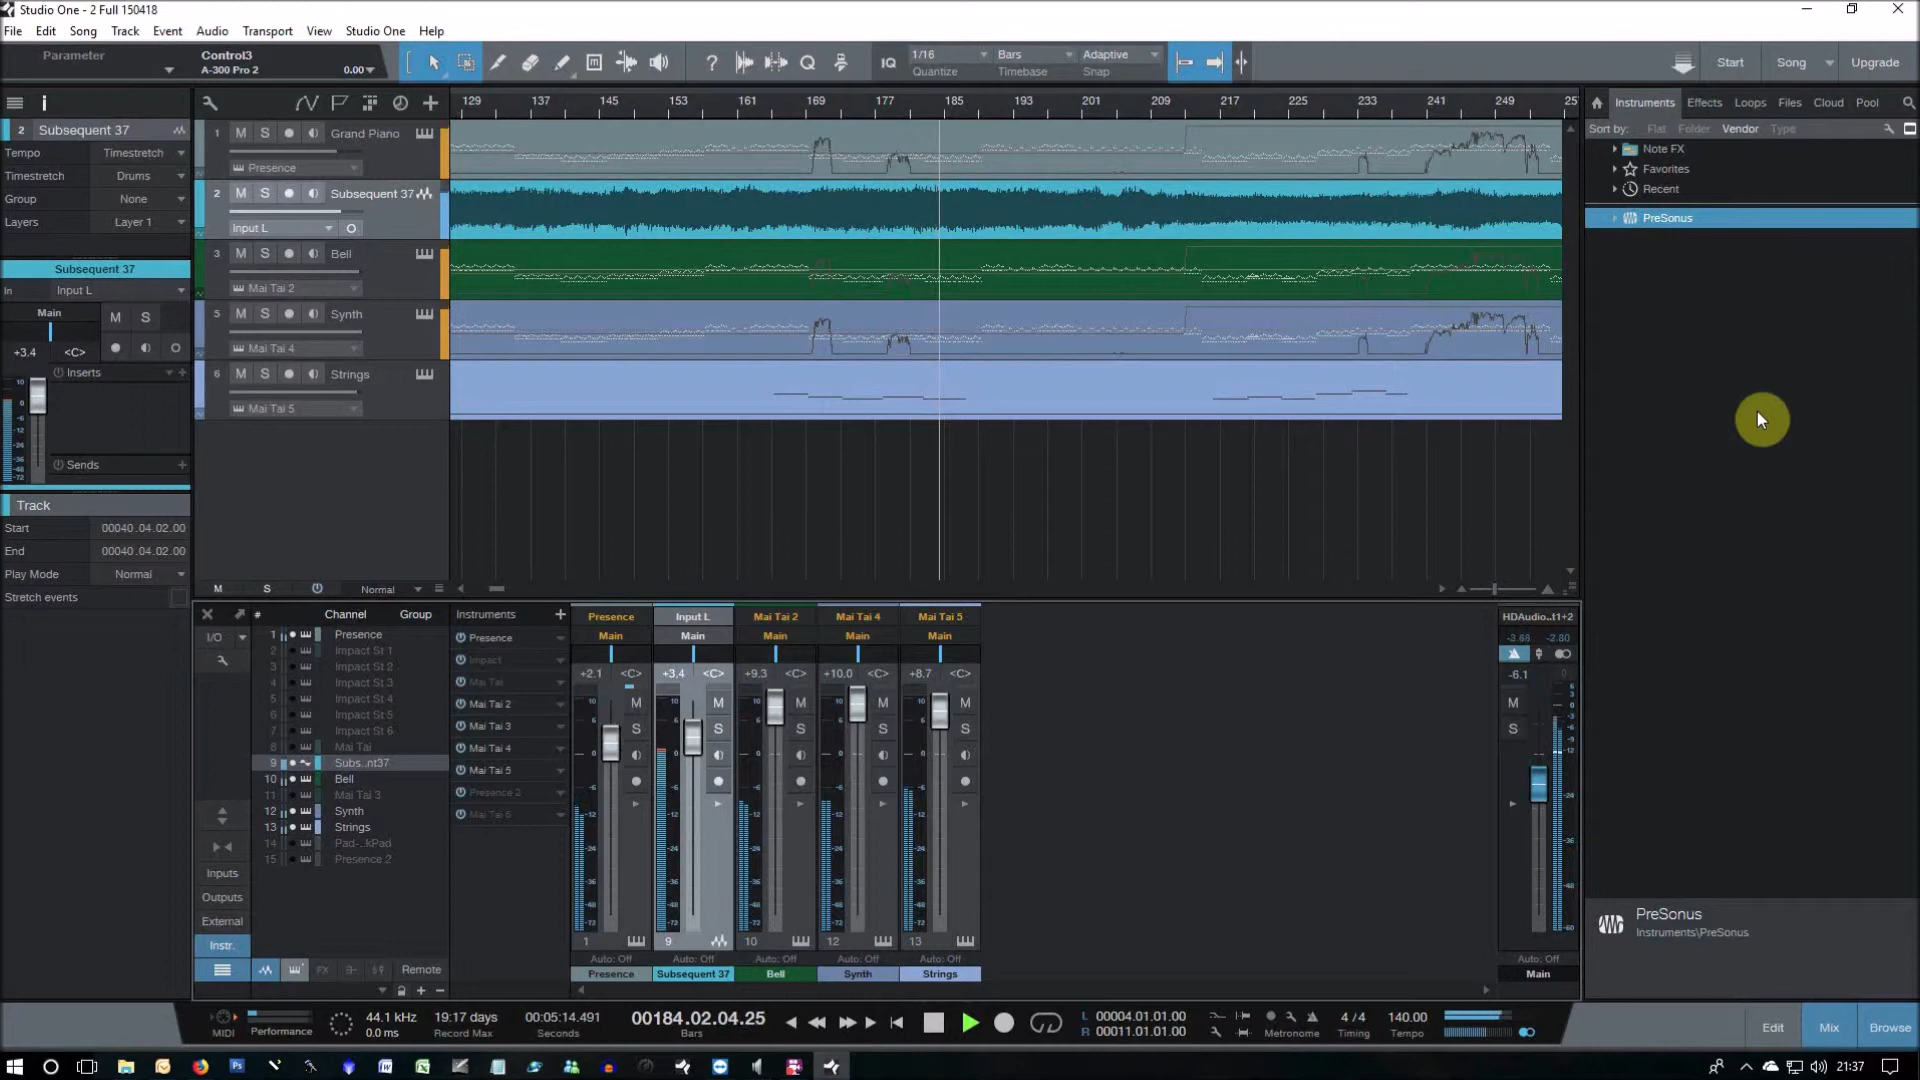 Studio One - 2 Full 150418
File Edit Song Track Event Audio Transport View Studio One Help
Parameter
Control3
A-300 Pro 2 0.00
IQ 1/16 Bars Adaptive
Quantize Timebase Snap
Start Song Upgrade
129 137 145 153 161 169 177 185 193 201 209 217 225 233 241 249 257
2 Subsequent 37
Tempo Timestretch
Timestretch Drums
Group None
Layers Layer 1
Subsequent 37
In Input L
Main
M S
+3.4 <C>
Inserts
Sends
Track
Start 00040.04.02.00
End 00040.04.02.00
Play Mode Normal
Stretch events
1 M S Grand Piano
Presence
2 M S Subsequent 37
Input L
3 M S Bell
Mai Tai 2
5 M S Synth
Mai Tai 4
6 M S Strings
Mai Tai 5
M S Normal
Instruments Effects Loops Files Cloud Pool
Sort by: Flat Folder Vendor Type
Note FX
Favorites
Recent
PreSonus
PreSonus
Instruments\PreSonus
# Channel Group
I/O
1 Presence
2 Impact St 1
3 Impact St 2
4 Impact St 3
5 Impact St 4
6 Impact St 5
7 Impact St 6
8 Mai Tai
9 Subs..nt37
10 Bell
11 Mai Tai 3
12 Synth
13 Strings
14 Pad-..kPad
15 Presence 2
Inputs
Outputs
External
Instr.
FX Remote
Instruments
Presence
Impact
Mai Tai
Mai Tai 2
Mai Tai 3
Mai Tai 4
Mai Tai 5
Presence 2
Mai Tai 6
Presence Input L Mai Tai 2 Mai Tai 4 Mai Tai 5
Main Main Main Main Main
+2.1 <C> +3.4 <C> +9.3 <C> +10.0 <C> +8.7 <C>
M M M M M
S S S S S
1 9 10 12 13
Auto: Off Auto: Off Auto: Off Auto: Off Auto: Off
Presence Subsequent 37 Bell Synth Strings
HDAudio..t1+2
-3.68 -2.80
-6.1 0
M
S
Auto: Off
Main
MIDI Performance
44.1 kHz
0.0 ms
19:17 days
Record Max
00:05:14.491
Seconds
00184.02.04.25
Bars
L 00004.01.01.00
R 00011.01.01.00
Metronome
4 / 4
Timing
140.00
Tempo
Edit Mix Browse
21:37